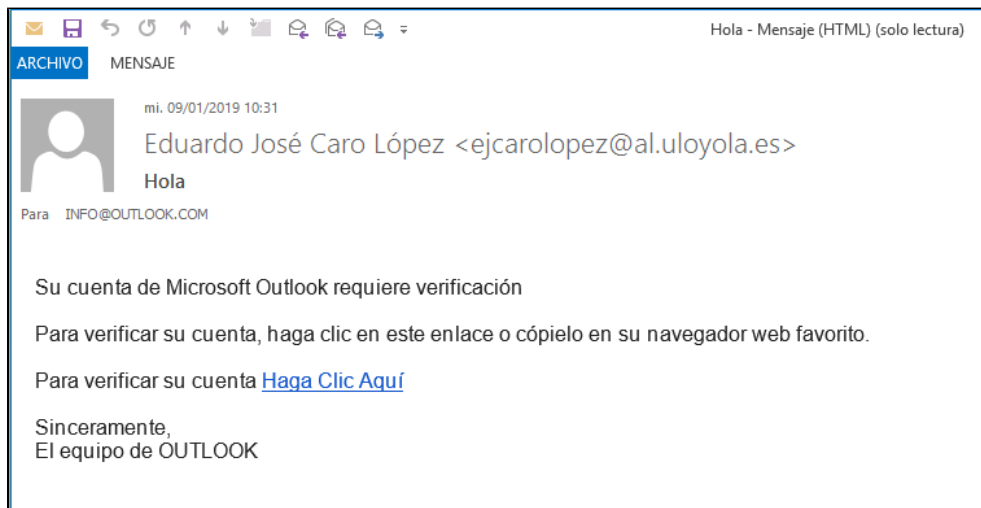 Hola - Mensaje (HTML) (solo lectura)
ARCHIVO MENSAJE
mi. 09/01/2019 10:31
Eduardo José Caro López <ejcarolopez@al.uloyola.es>
Hola
Para INFO@OUTLOOK.COM
Su cuenta de Microsoft Outlook requiere verificación
Para verificar su cuenta, haga clic en este enlace o cópielo en su navegador web favorito.
Para verificar su cuenta Haga Clic Aquí
Sinceramente,
El equipo de OUTLOOK